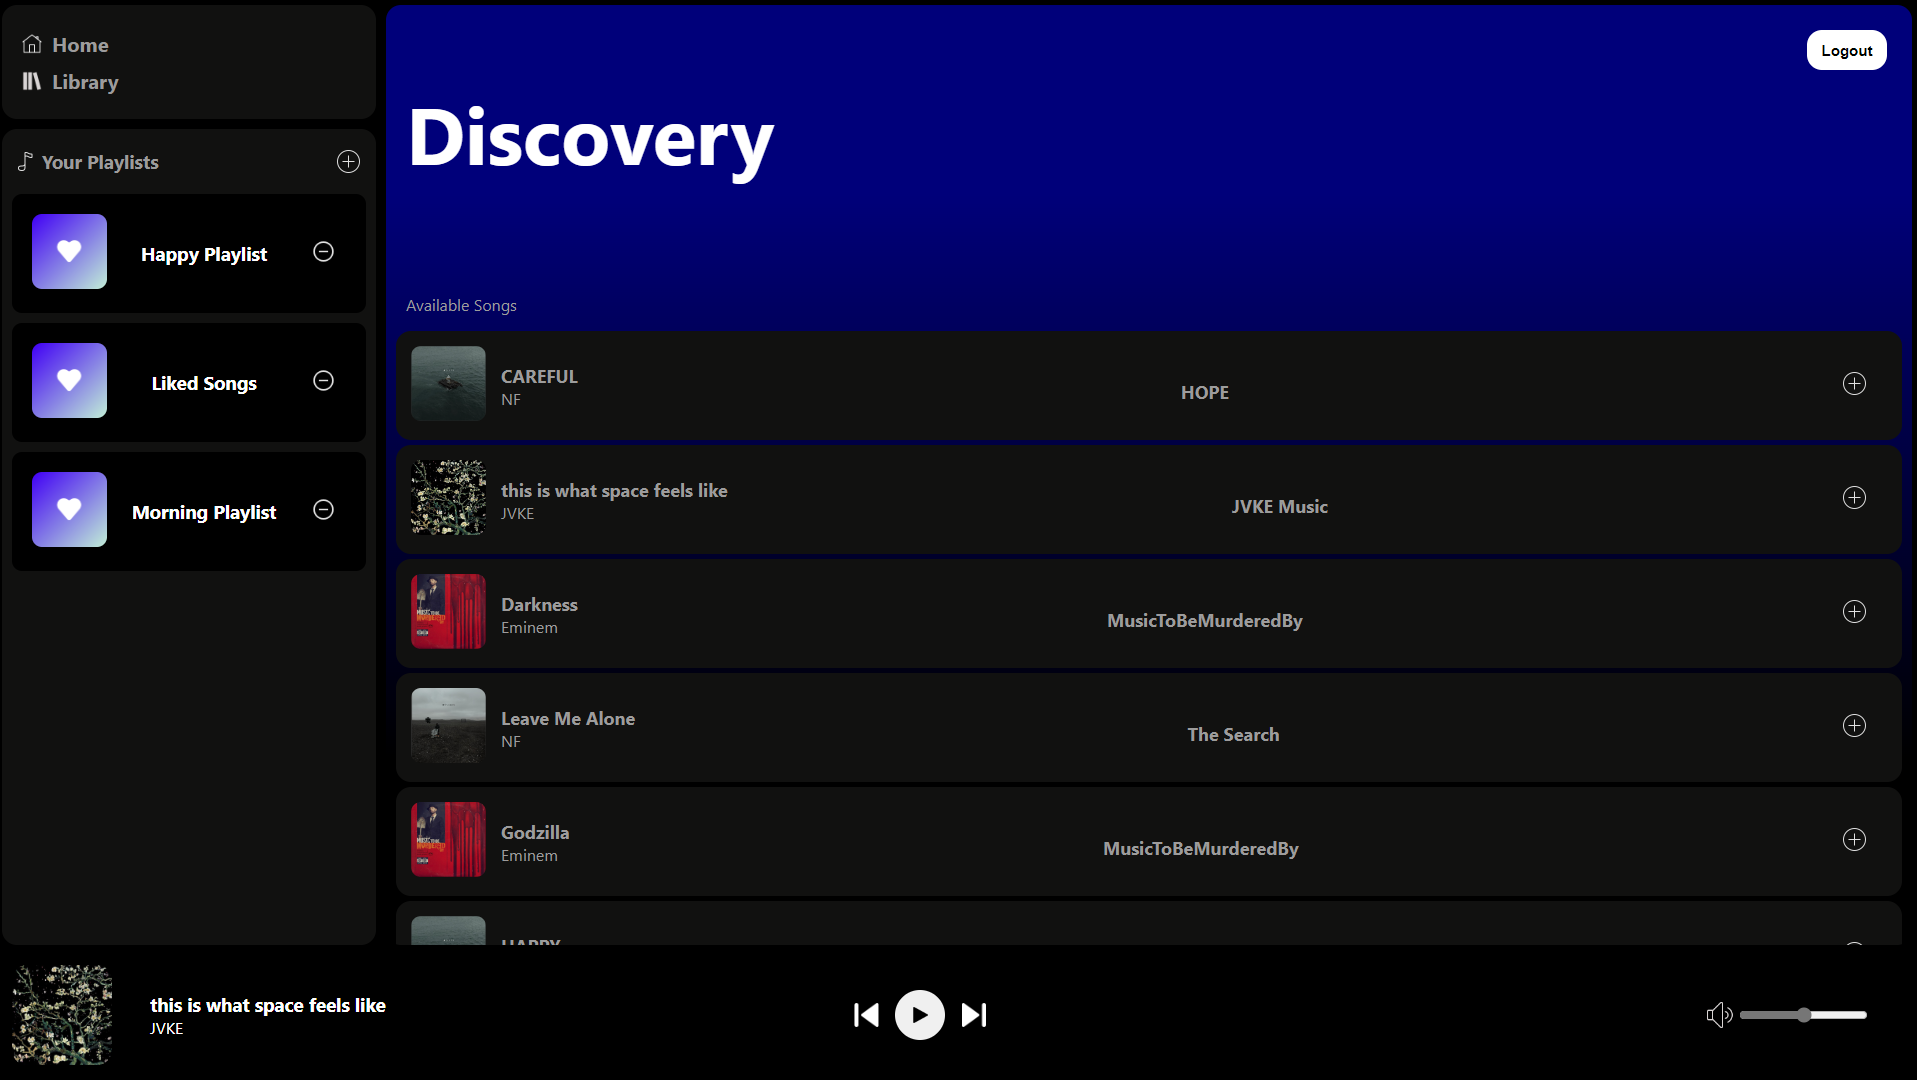 Home
Library
Your Playlists
Happy Playlist
Liked Songs
Morning Playlist
Logout
Discovery
Available Songs
CAREFUL
NF
HOPE
this is what space feels like
JVKE
JVKE Music
Darkness
Eminem
MusicToBeMurderedBy
Leave Me Alone
NF
The Search
Godzilla
Eminem
MusicToBeMurderedBy
HAPPY
this is what space feels like
JVKE